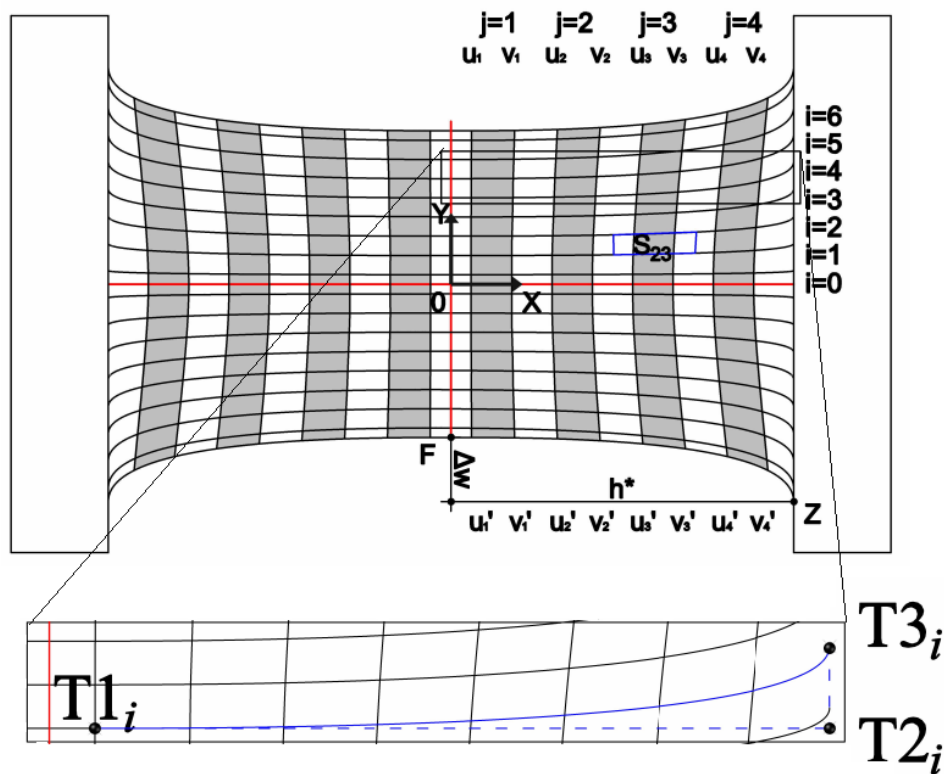 j=1 j=2 j=3 j=4
u₁ v₁ u₂ v₂ u₃ v₃ u₄ v₄
i=6
i=5
i=4
i=3
i=2
i=1
i=0
Y
S₂₃
0 X
F
Δw
h*
Z
u₁' v₁' u₂' v₂' u₃' v₃' u₄' v₄'
T3ᵢ
T1ᵢ
T2ᵢ